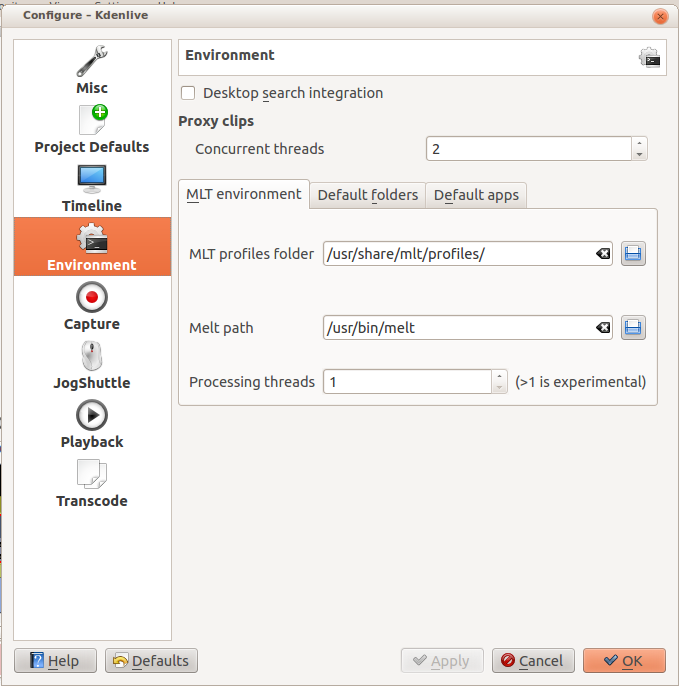 Configure – Kdenlive
Misc
Project Defaults
Timeline
Environment
Capture
JogShuttle
Playback
Transcode
Environment
Desktop search integration
Proxy clips
Concurrent threads 2
MLT environment Default folders Default apps
MLT profiles folder /usr/share/mlt/profiles/
Melt path /usr/bin/melt
Processing threads 1 (>1 is experimental)
Help Defaults Apply Cancel OK